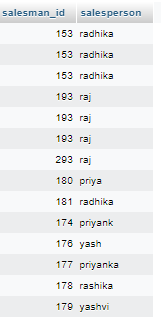 salesman_id salesperson
153 radhika
153 radhika
153 radhika
193 raj
193 raj
193 raj
293 raj
180 priya
181 radhika
174 priyank
176 yash
177 priyanka
178 rashika
179 yashvi